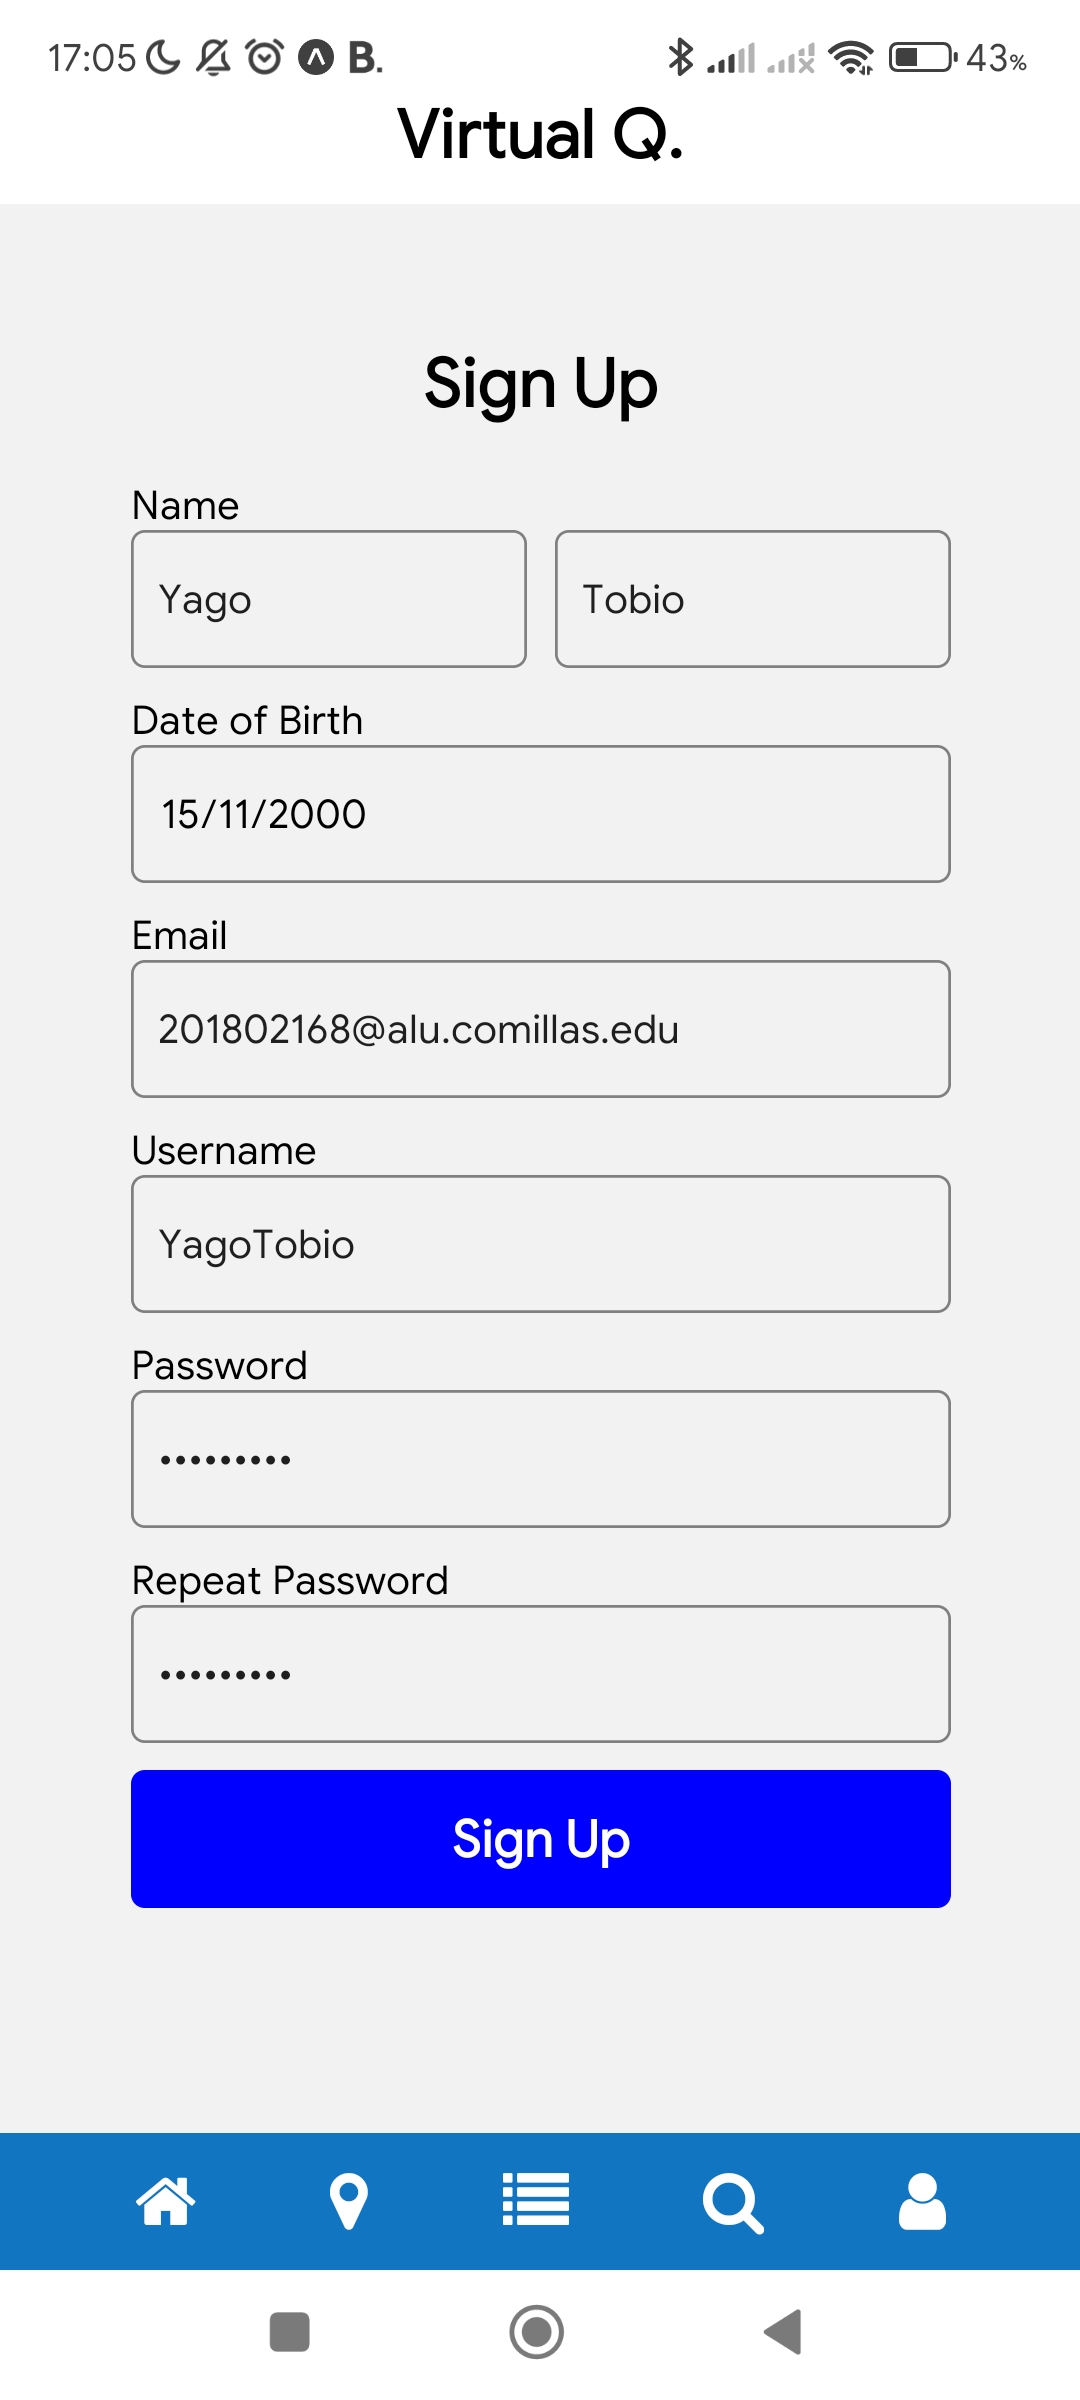 17:05 B. 43%
Virtual Q.
Sign Up
Name
Yago Tobio
Date of Birth
15/11/2000
Email
201802168@alu.comillas.edu
Username
YagoTobio
Password
•••••••••
Repeat Password
•••••••••
Sign Up